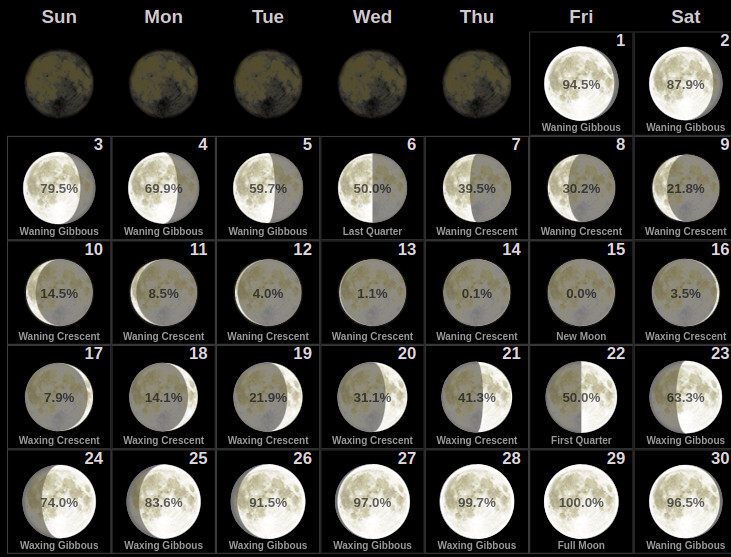 Sun Mon Tue Wed Thu Fri Sat
1 2
94.5% 87.9%
Waning Gibbous Waning Gibbous
3 4 5 6 7 8 9
79.5% 69.9% 59.7% 50.0% 39.5% 30.2% 21.8%
Waning Gibbous Waning Gibbous Waning Gibbous Last Quarter Waning Crescent Waning Crescent Waning Crescent
10 11 12 13 14 15 16
14.5% 8.5% 4.0% 1.1% 0.1% 0.0% 3.5%
Waning Crescent Waning Crescent Waning Crescent Waning Crescent Waning Crescent New Moon Waxing Crescent
17 18 19 20 21 22 23
7.9% 14.1% 21.9% 31.1% 41.3% 50.0% 63.3%
Waxing Crescent Waxing Crescent Waxing Crescent Waxing Crescent Waxing Crescent First Quarter Waxing Gibbous
24 25 26 27 28 29 30
74.0% 83.6% 91.5% 97.0% 99.7% 100.0% 96.5%
Waxing Gibbous Waxing Gibbous Waxing Gibbous Waxing Gibbous Waxing Gibbous Full Moon Waning Gibbous